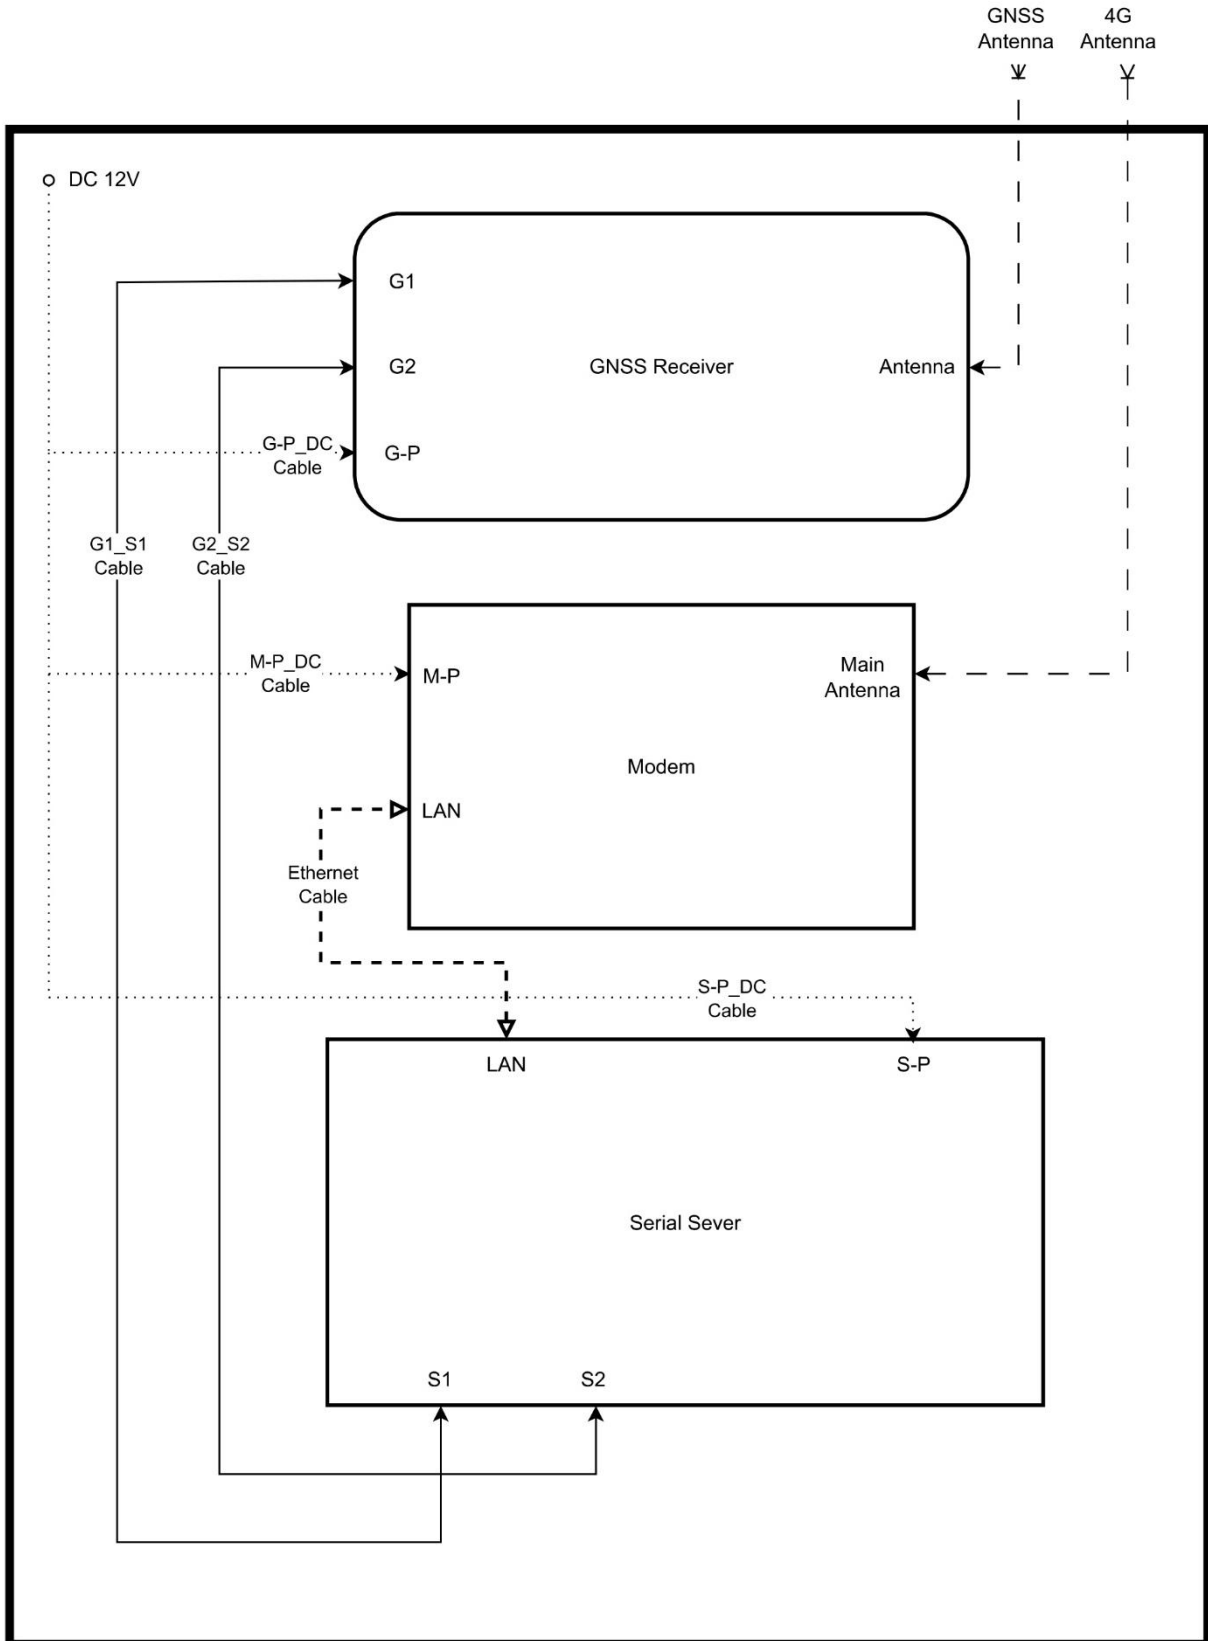 GNSS
Antenna
4G
Antenna
DC 12V
G1
G2
GNSS Receiver
Antenna
G-P_DC
Cable
G-P
G1_S1
Cable
G2_S2
Cable
M-P_DC
Cable
M-P
Main
Antenna
Modem
LAN
Ethernet
Cable
S-P_DC
Cable
LAN
S-P
Serial Sever
S1
S2